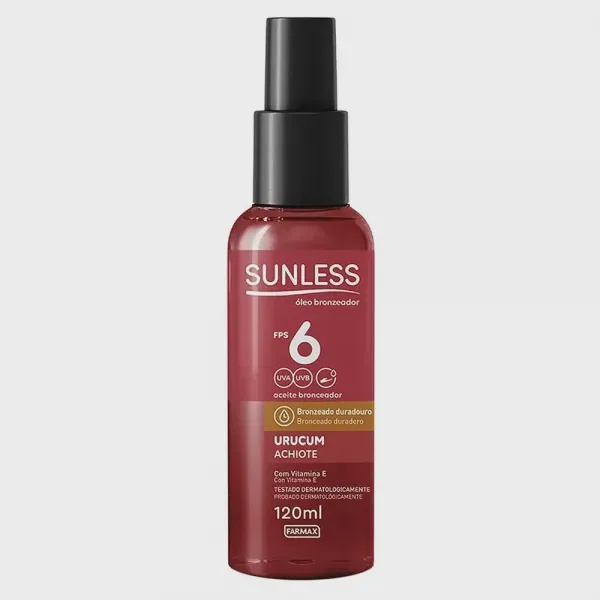 SUNLESS
óleo bronzeador
FPS 6
UVA UVB
aceite bronceador
Bronzeado duradouro
Bronceado duradero
URUCUM
ACHIOTE
Com Vitamina E
Con Vitamina E
TESTADO DERMATOLOGICAMENTE
PROBADO DERMATOLÓGICAMENTE
120ml
FARMAX